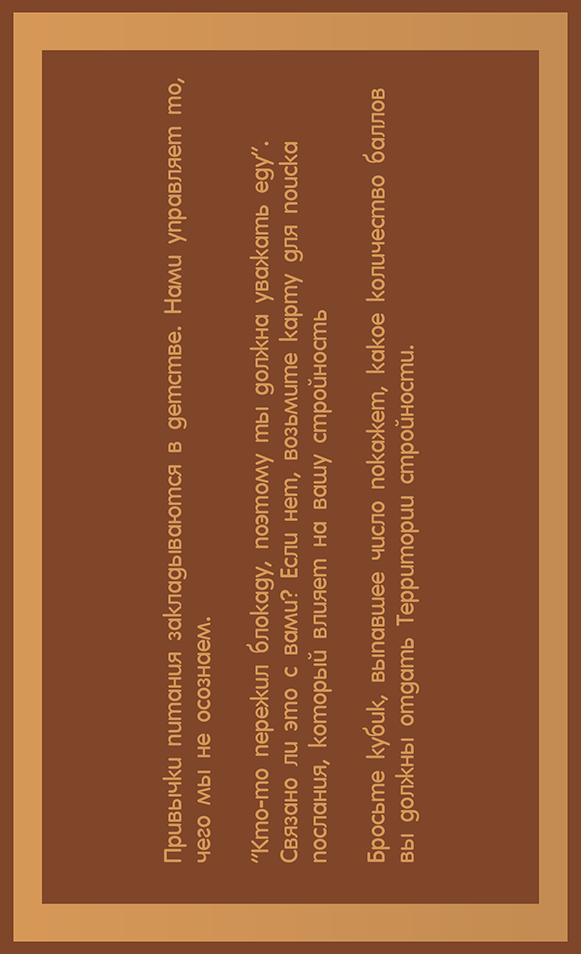 Привычки питания закладываются в детстве. Нами управляет то,
чего мы не осознаем.
“Кто-то пережил блокаду, поэтому ты должна уважать еду”.
Связано ли это с вами? Если нет, возьмите карту для поиска
послания, который влияет на вашу стройность
Бросьте кубик, выпавшее число покажет, какое количество баллов
вы должны отдать Территории стройности.